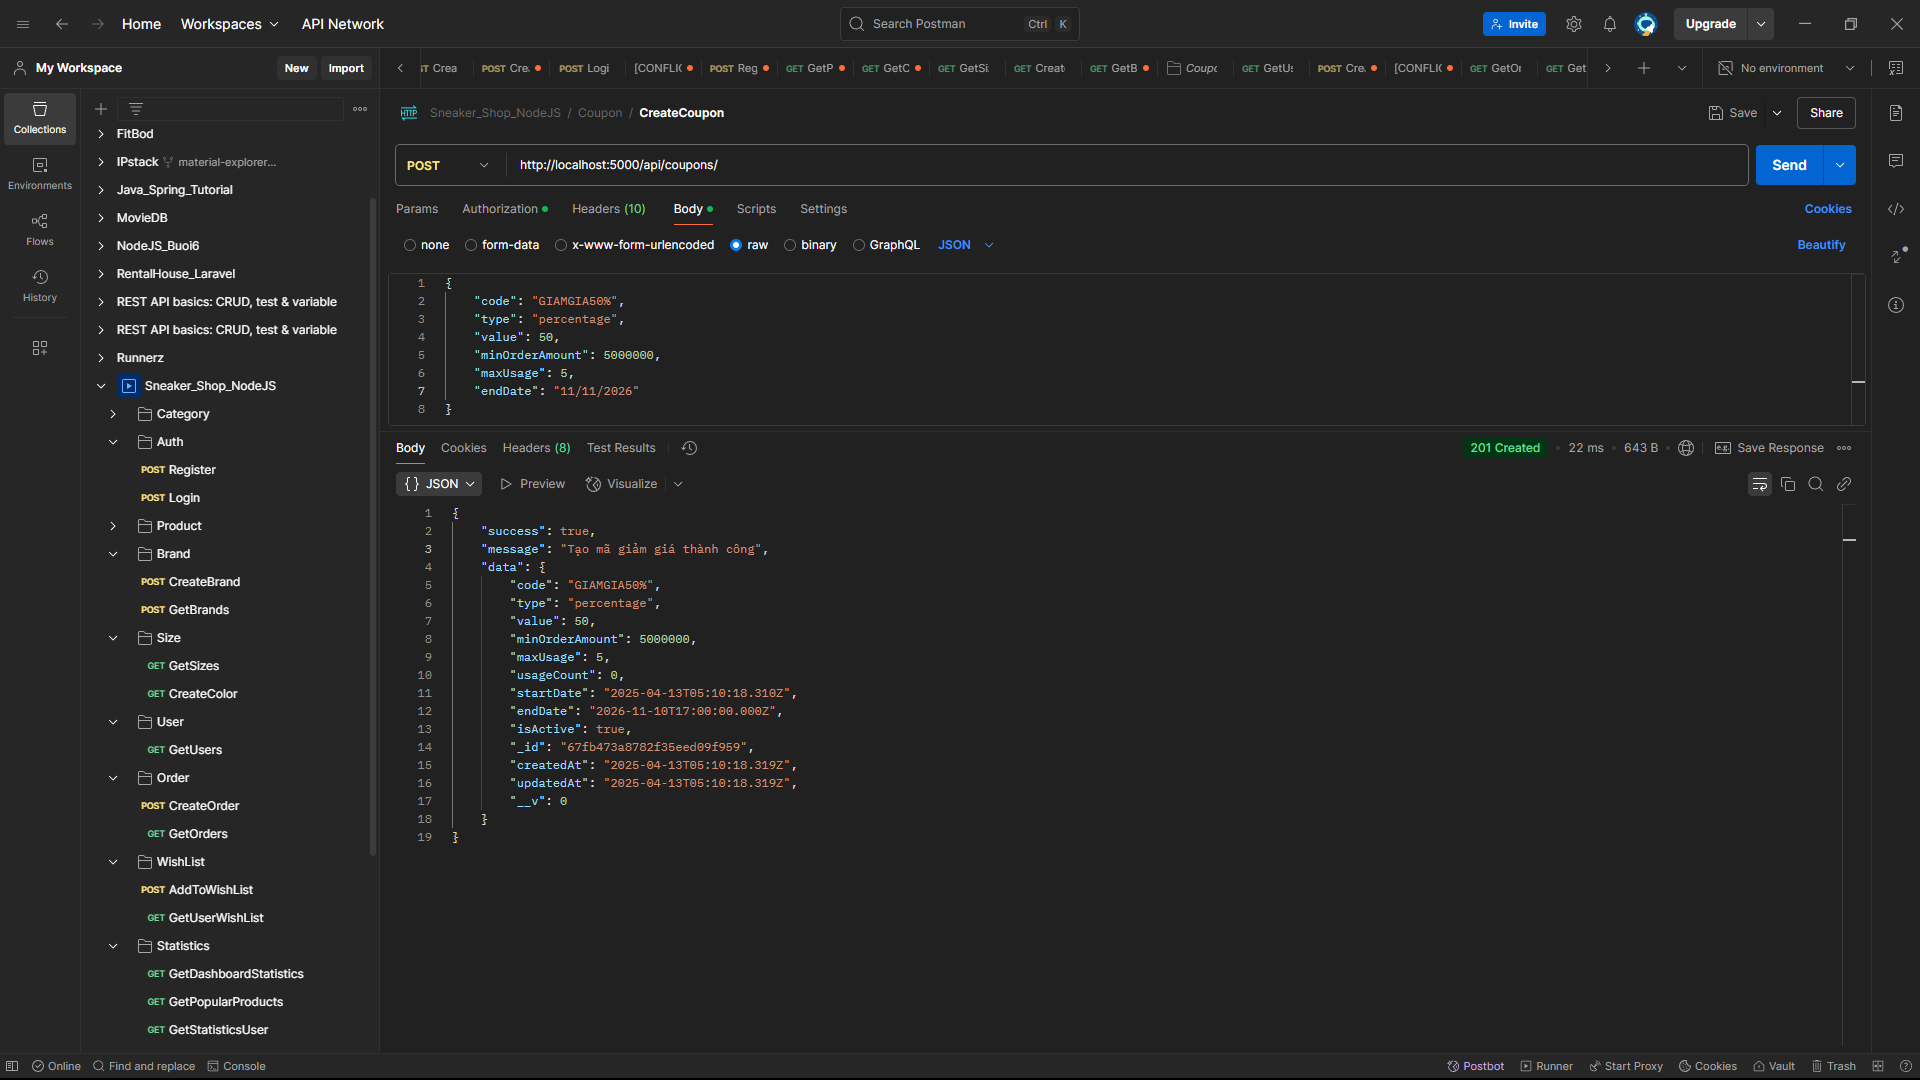 Home Workspaces API Network
Search Postman Ctrl K
Invite Upgrade
My Workspace New Import
Crea POST Cre. POST Logi [CONFLIC POST Reg GET GetP GET GetC GET GetSi GET Creat GET GetB Coupo GET GetUs POST Cre. [CONFLIC GET GetOr GET Get No environment
Collections
Environments
Flows
History
FitBod
IPstack material-explorer...
Java_Spring_Tutorial
MovieDB
NodeJS_Buoi6
RentalHouse_Laravel
REST API basics: CRUD, test & variable
REST API basics: CRUD, test & variable
Runnerz
Sneaker_Shop_NodeJS
Category
Auth
POST Register
POST Login
Product
Brand
POST CreateBrand
POST GetBrands
Size
GET GetSizes
GET CreateColor
User
GET GetUsers
Order
POST CreateOrder
GET GetOrders
WishList
POST AddToWishList
GET GetUserWishList
Statistics
GET GetDashboardStatistics
GET GetPopularProducts
GET GetStatisticsUser
HTTP Sneaker_Shop_NodeJS / Coupon / CreateCoupon Save Share
POST http://localhost:5000/api/coupons/ Send
Params Authorization Headers (10) Body Scripts Settings Cookies
none form-data x-www-form-urlencoded raw binary GraphQL JSON Beautify
1 {
2 "code": "GIAMGIA50%",
3 "type": "percentage",
4 "value": 50,
5 "minOrderAmount": 5000000,
6 "maxUsage": 5,
7 "endDate": "11/11/2026"
8 }
Body Cookies Headers (8) Test Results 201 Created 22 ms 643 B e.g. Save Response
{} JSON Preview Visualize
1 {
2 "success": true,
3 "message": "Tạo mã giảm giá thành công",
4 "data": {
5 "code": "GIAMGIA50%",
6 "type": "percentage",
7 "value": 50,
8 "minOrderAmount": 5000000,
9 "maxUsage": 5,
10 "usageCount": 0,
11 "startDate": "2025-04-13T05:10:18.310Z",
12 "endDate": "2026-11-10T17:00:00.000Z",
13 "isActive": true,
14 "_id": "67fb473a8782f35eed09f959",
15 "createdAt": "2025-04-13T05:10:18.319Z",
16 "updatedAt": "2025-04-13T05:10:18.319Z",
17 "__v": 0
18 }
19 }
Online Find and replace Console Postbot Runner Start Proxy Cookies Vault Trash